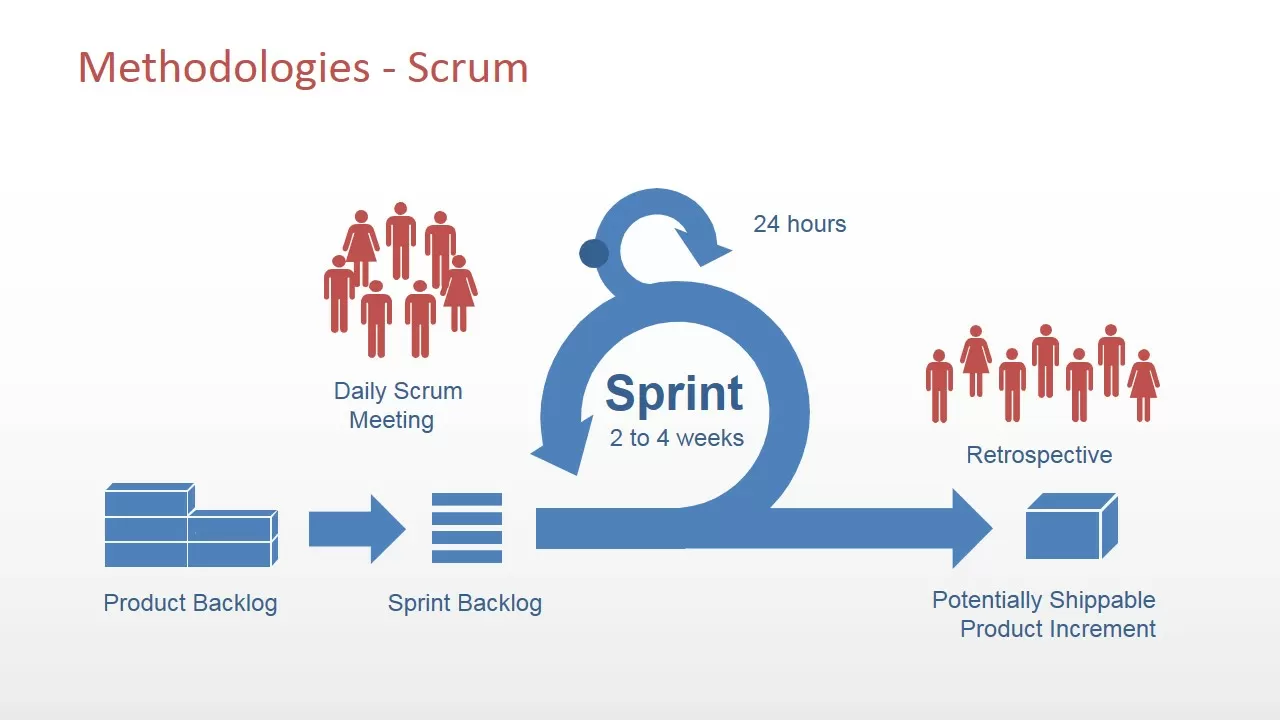 Methodologies - Scrum
24 hours
Daily Scrum
Meeting
Sprint
2 to 4 weeks
Retrospective
Product Backlog
Sprint Backlog
Potentially Shippable
Product Increment